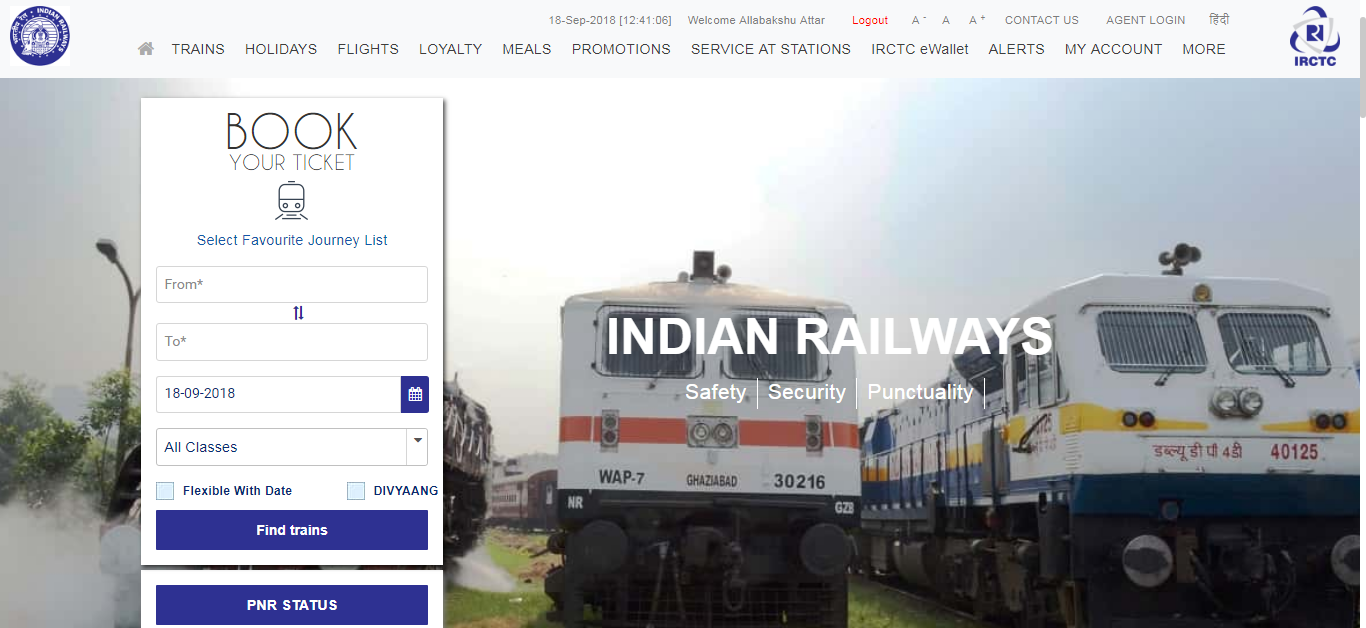 INDIAN RAILWAYS
18-Sep-2018 [12:41:06] Welcome Allabakshu Attar Logout A - A A + CONTACT US AGENT LOGIN हिंदी
TRAINS HOLIDAYS FLIGHTS LOYALTY MEALS PROMOTIONS SERVICE AT STATIONS IRCTC eWallet ALERTS MY ACCOUNT MORE
IRCTC
BOOK
YOUR TICKET
Select Favourite Journey List
From*
To*
18-09-2018
All Classes
Flexible With Date DIVYAANG
Find trains
PNR STATUS
INDIAN RAILWAYS
Safety Security Punctuality
WAP-7 GHAZIABAD 30216
NR GZB
40125
डब्ल्यू डी पी 4डी 40125